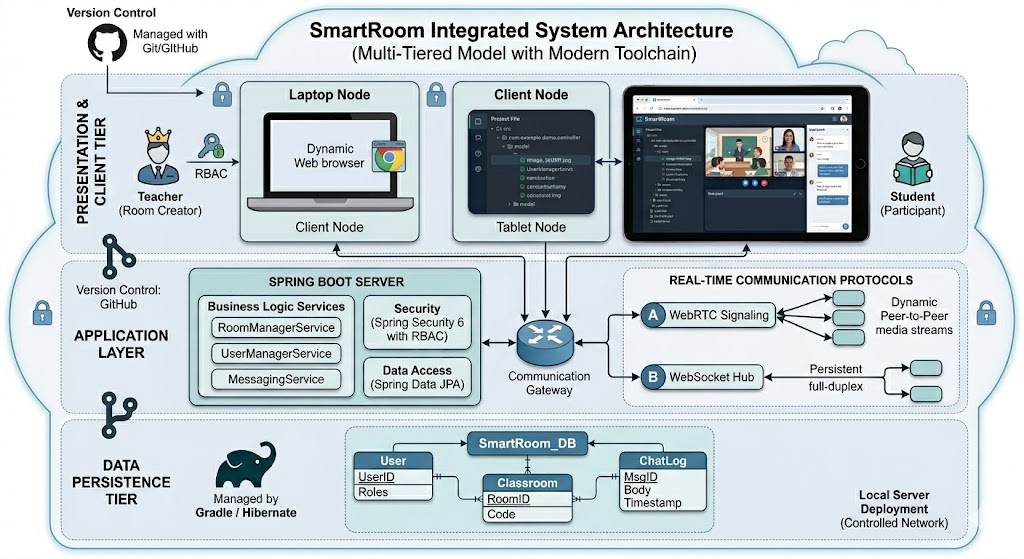 Version Control
Managed with
Git/GItHub
SmartRoom Integrated System Architecture
(Multi-Tiered Model with Modern Toolchain)
PRESENTATION &
CLIENT TIER
Teacher
(Room Creator)
RBAC
Laptop Node
Dynamic
Web browser
Client Node
Client Node
Project File
src
model
model
Tablet Node
SmartRoom
Student
(Participant)
Version Control:
GitHub
APPLICATION
LAYER
SPRING BOOT SERVER
Business Logic Services
RoomManagerService
UserManagerService
MessagingService
Security
(Spring Security 6
with RBAC)
Data Access
(Spring Data JPA)
Communication
Gateway
REAL-TIME COMMUNICATION PROTOCOLS
A
WebRTC Signaling
Dynamic
Peer-to-Peer
media streams
B
WebSocket Hub
Persistent
full-duplex
DATA
PERSISTENCE
TIER
Managed by
Gradle / Hibernate
SmartRoom_DB
User
UserID
Roles
Classroom
RoomID
Code
ChatLog
MsgID
Body
Timestamp
Local Server
Deployment
(Controlled Network)